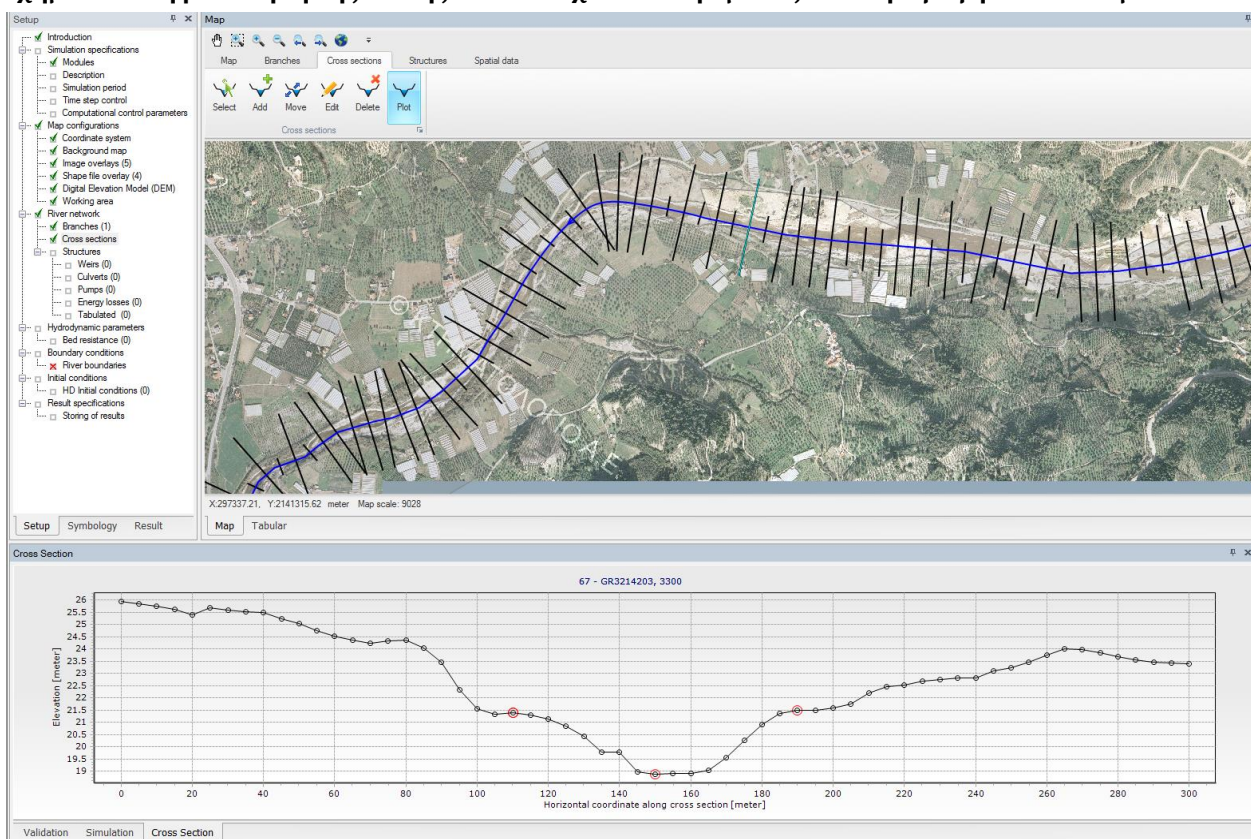 Setup
Introduction
Simulation specifications
Modules
Description
Simulation period
Time step control
Computational control parameters
Map configurations
Coordinate system
Background map
Image overlays (5)
Shape file overlay (4)
Digital Elevation Model (DEM)
Working area
River network
Branches (1)
Cross sections
Structures
Weirs (0)
Culverts (0)
Pumps (0)
Energy losses (0)
Tabulated (0)
Hydrodynamic parameters
Bed resistance (0)
Boundary conditions
River boundaries
Initial conditions
HD Initial conditions (0)
Result specifications
Storing of results
Setup Symbology Result
Map
Map Branches Cross sections Structures Spatial data
Select Add Move Edit Delete Plot
Cross sections
X:297337.21, Y:2141315.62 meter Map scale: 9028
Map Tabular
Cross Section
67 - GR3214203, 3300
26
25.5
25
24.5
24
23.5
23
22.5
22
21.5
21
20.5
20
19.5
19
Elevation [meter]
0 20 40 60 80 100 120 140 160 180 200 220 240 260 280 300
Horizontal coordinate along cross section [meter]
Validation Simulation Cross Section